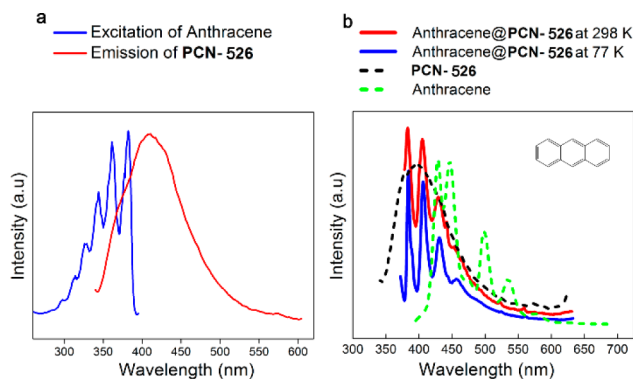 a
Excitation of Anthracene
Emission of PCN-526
Intensity (a.u)
300 350 400 450 500 550 600
Wavelength (nm)
b
Anthracene@PCN-526 at 298 K
Anthracene@PCN-526 at 77 K
PCN-526
Anthracene
Intensity (a.u)
300 350 400 450 500 550 600 650 700
Wavelength (nm)